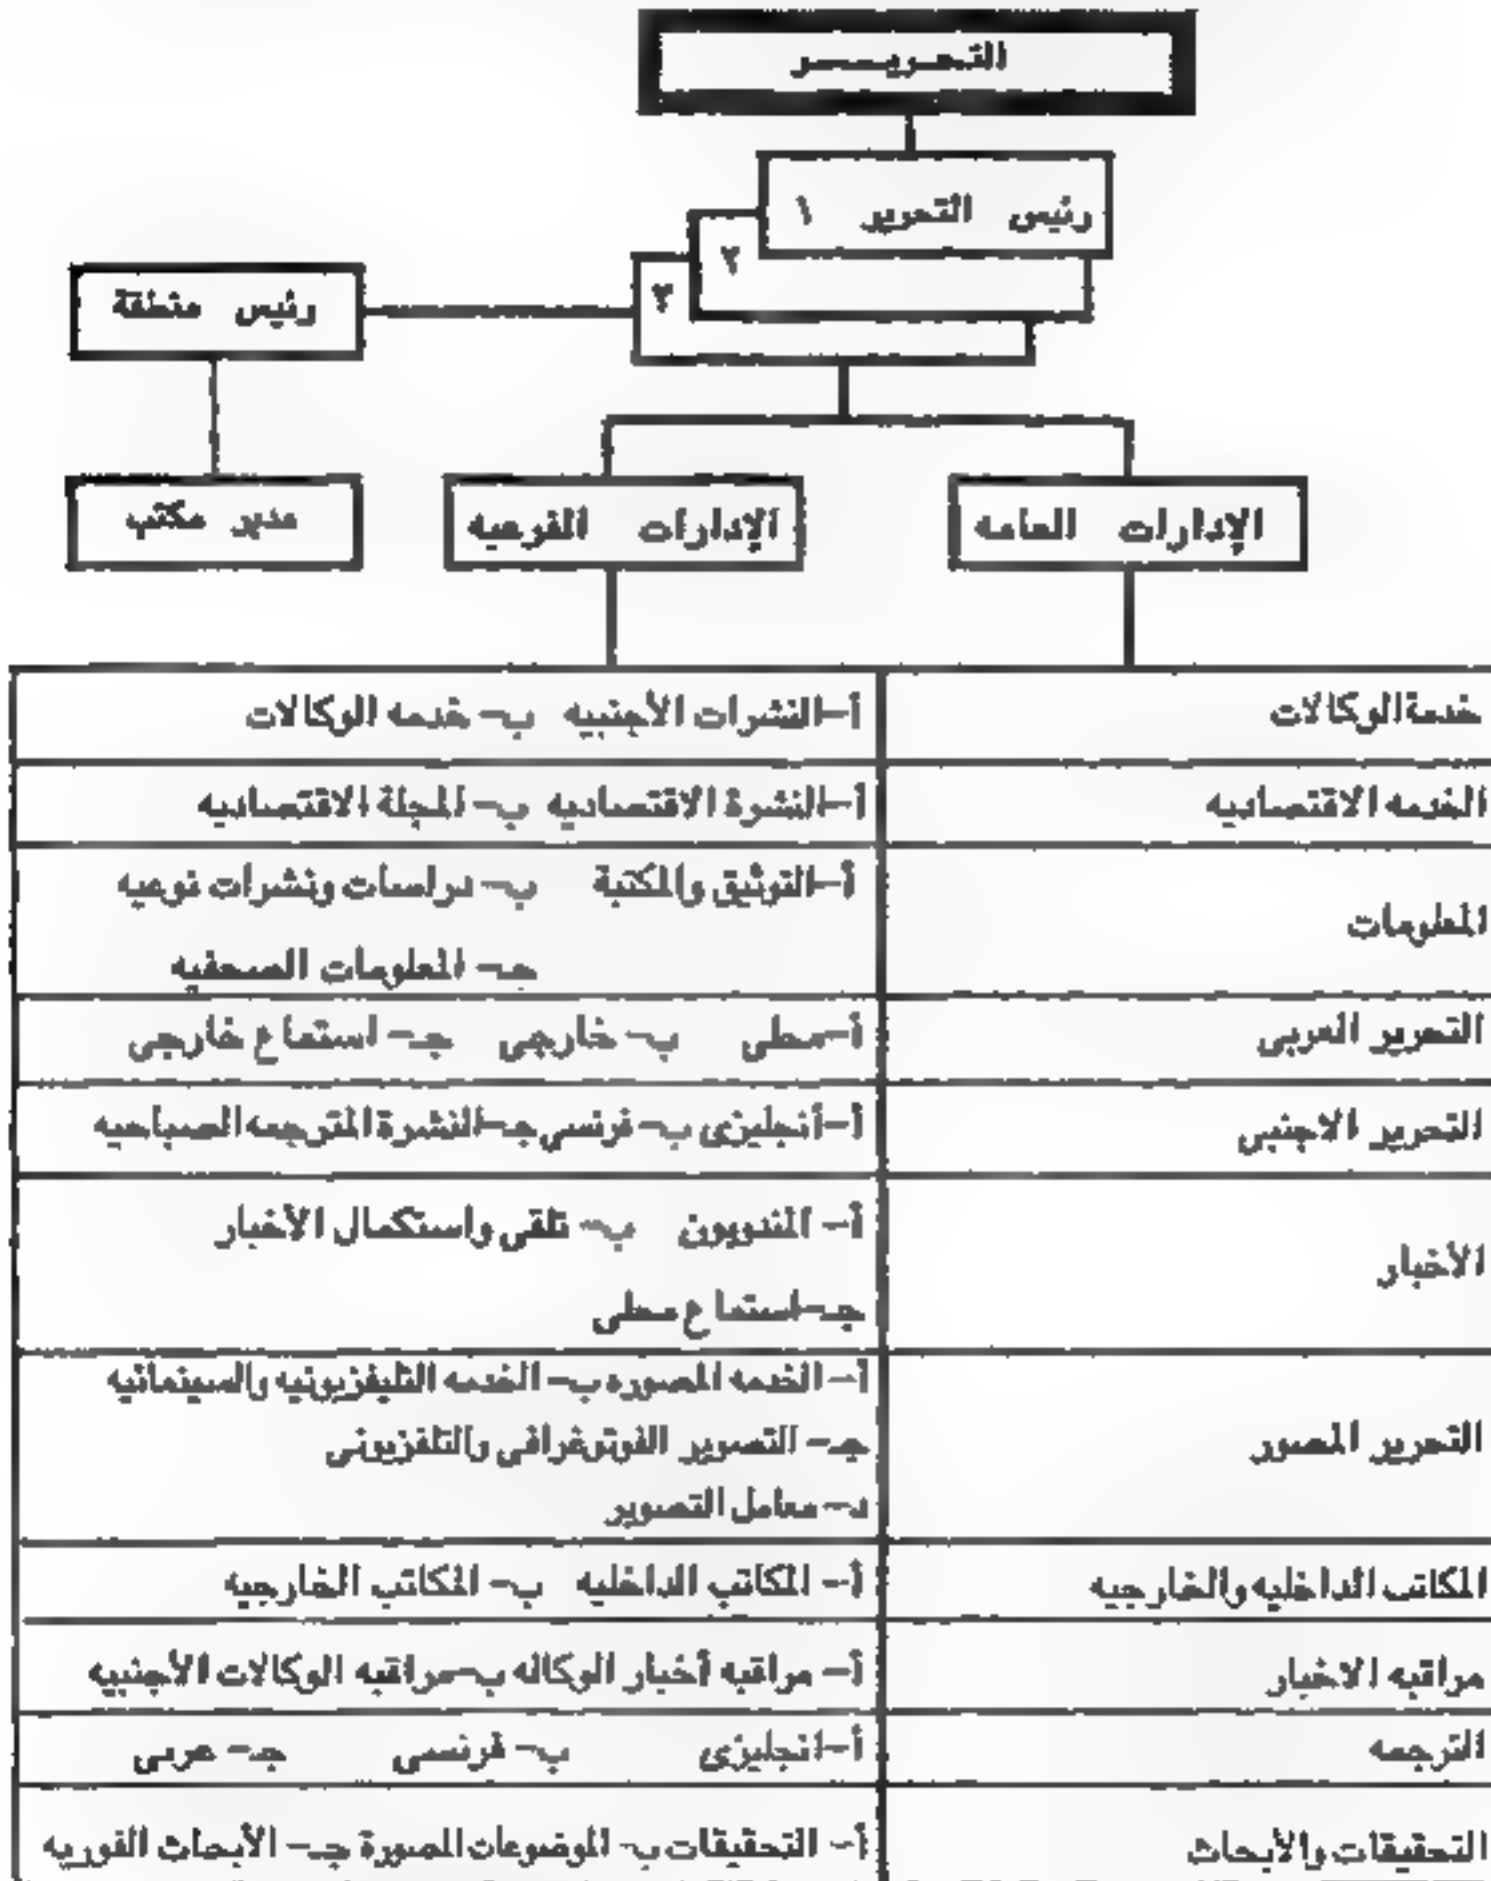 التحريـــر
رئيس التحرير ١
٢
٣
رئيس منطقة
الإدارات العامه
الإدارات الفرعيه
مدير مكتب
خدمة الوكالات
أ-النشرات الأجنبيه ب- خدمه الوكالات
الخدمه الاقتصاديه
أ-النشرة الاقتصاديه ب- المجلة الاقتصاديه
المعلومات
أ-التوثيق والمكتبة ب- دراسات ونشرات نوعيه
جـ- المعلومات الصحفيه
التحرير العربى
أ-محلى ب- خارجى جـ- استماع خارجى
التحرير الاجنبى
أ-أنجليزى ب- فرنسى جـ-النشرة المترجمه الصباحيه
الأخبار
أ- المندوبون ب- تلقى واستكمال الأخبار
جـ-استماع محلى
التحرير المصور
أ- الخدمه المصوره ب- الخدمه التليفزيونيه والسينمائيه
جـ- التصوير الفوتوغرافى والتلفزيونى
د- معامل التصوير
المكاتب الداخليه والخارجيه
أ- المكاتب الداخليه ب- المكاتب الخارجيه
مراقبه الاخبار
أ- مراقبه أخبار الوكاله ب-مراقبه الوكالات الأجنبيه
الترجمه
أ-انجليزى ب- فرنسى جـ- عربى
التحقيقات والأبحاث
أ- التحقيقات ب- الموضوعات المصورة جـ- الأبحاث الفوريه